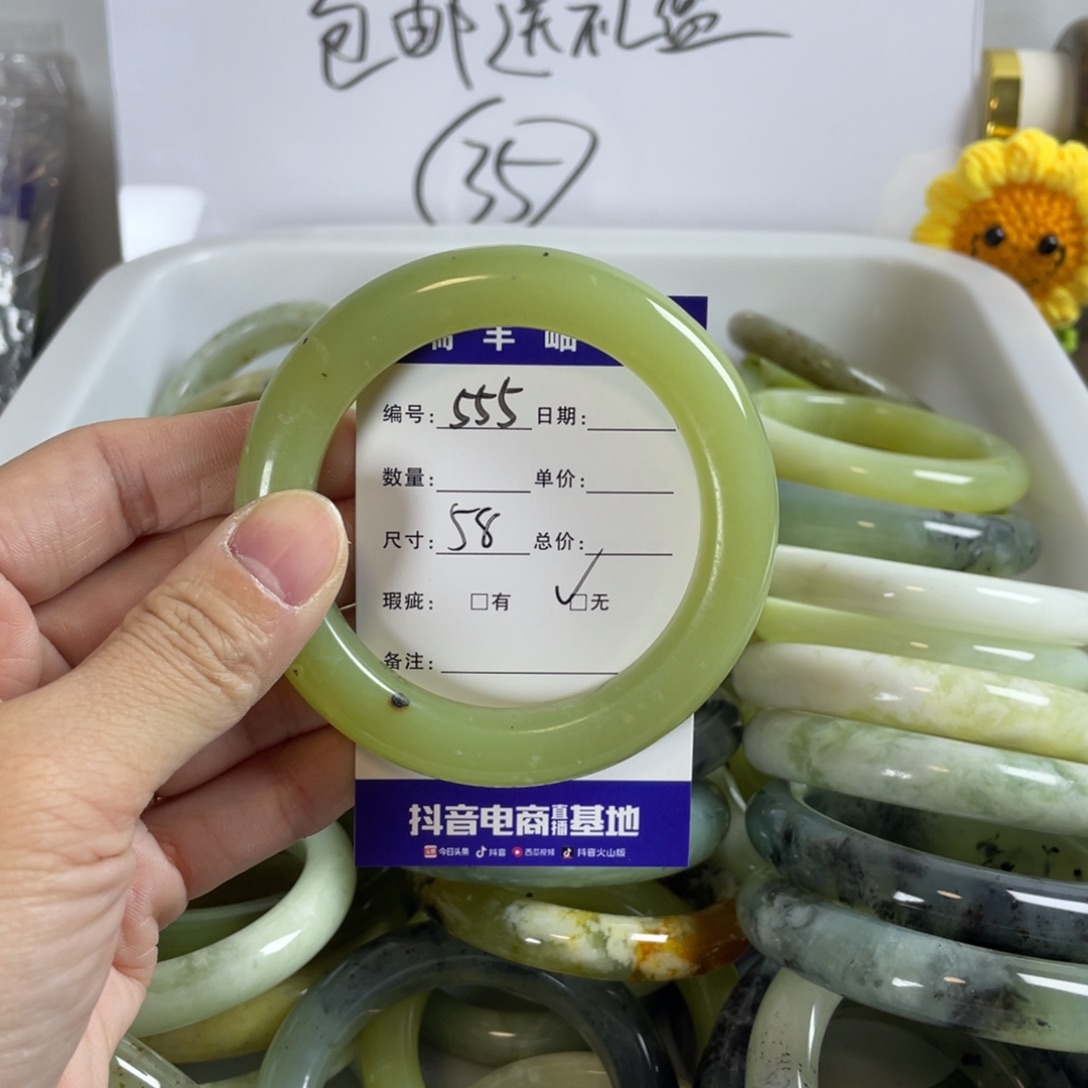 包邮送礼盒
35
编号: 555 日期:
数量: 单价:
尺寸: 58 总价:
瑕疵: □有 ☑无
备注:
抖音电商直播基地
今日头条 抖音 西瓜视频 抖音火山版